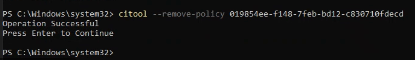 PS C:\Windows\system32> citool --remove-policy 019854ee-f148-7feb-bd12-c830710fdecd
Operation Successful
Press Enter to Continue
PS C:\Windows\system32>